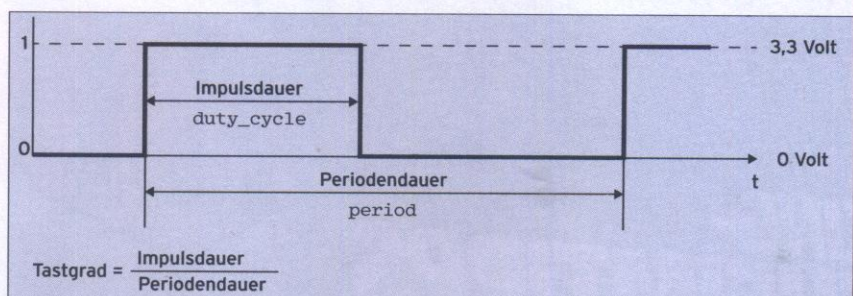 1
3,3 Volt
Impulsdauer
duty_cycle
0
0 Volt
Periodendauer
t
period
Tastgrad = Impulsdauer
Periodendauer